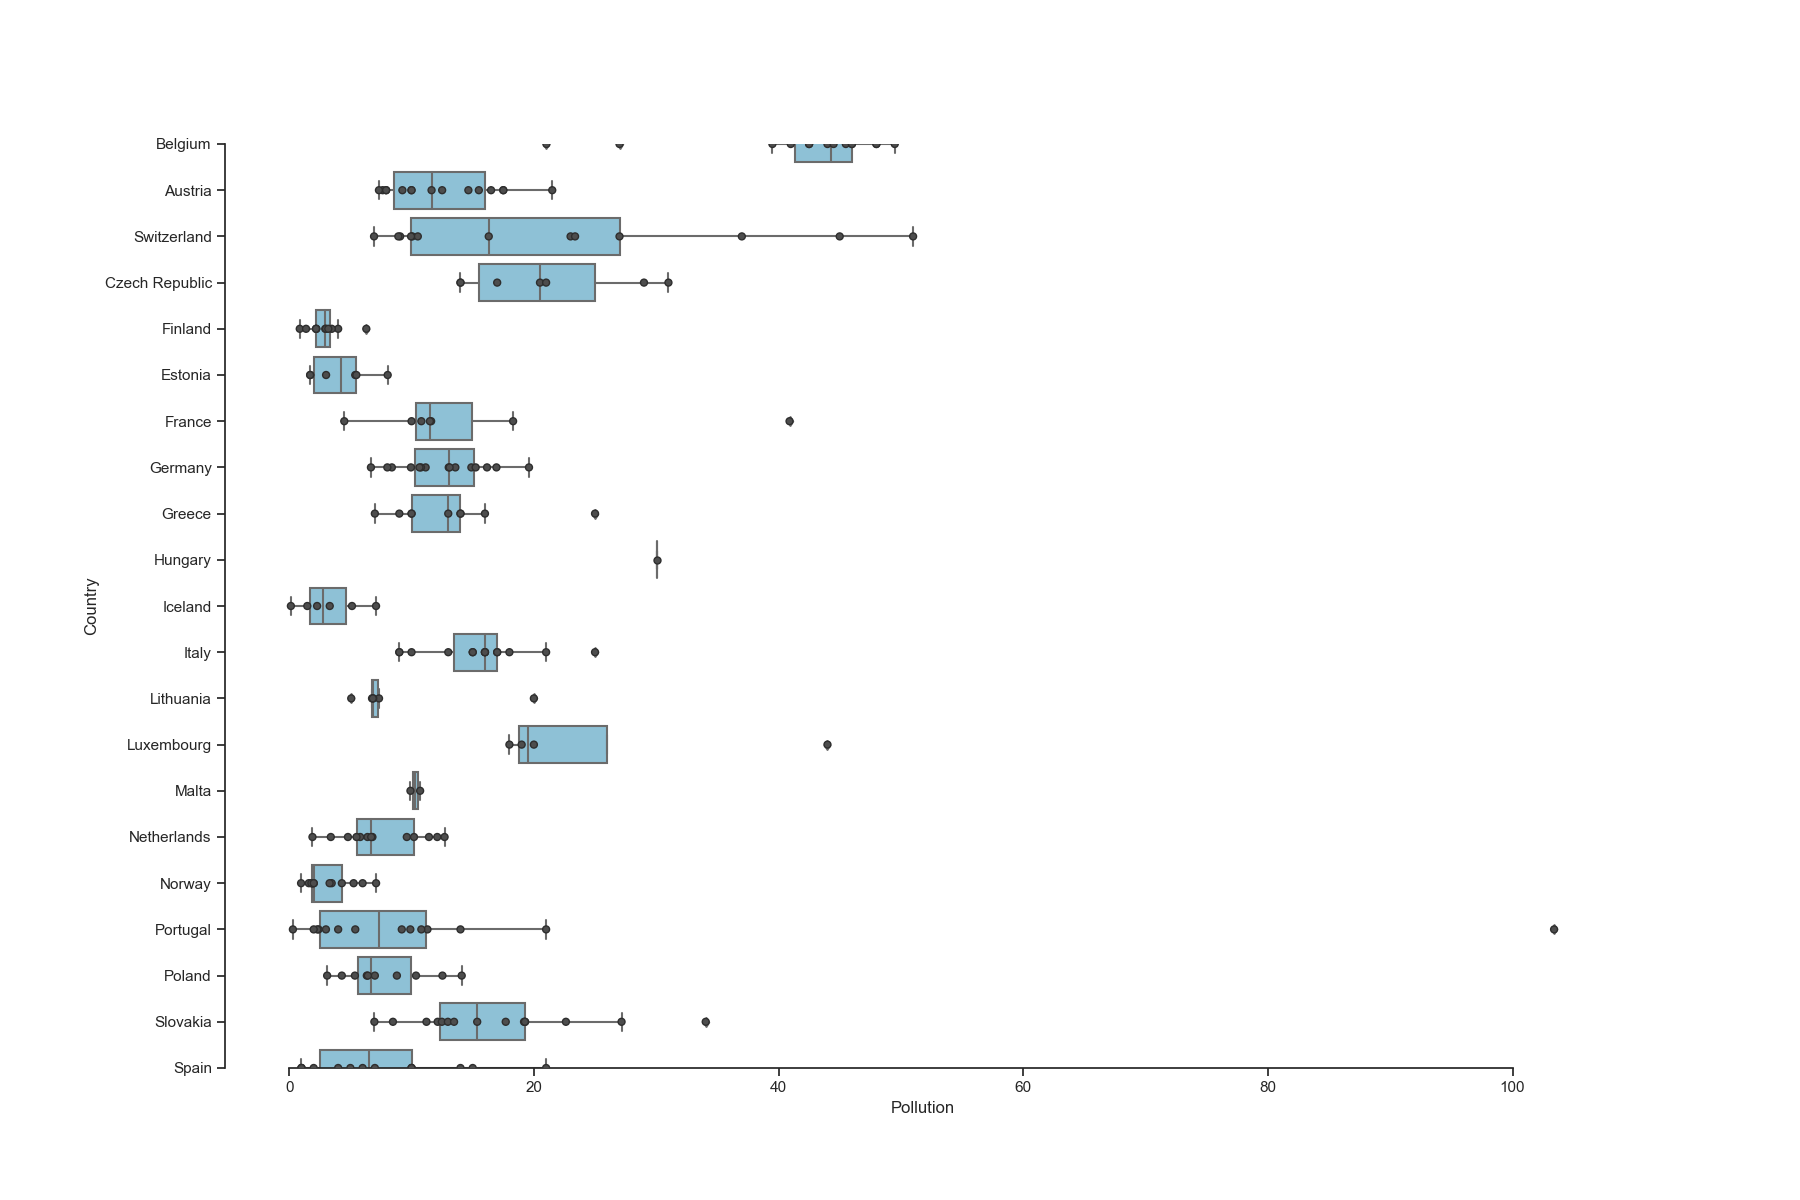 Belgium
Austria
Switzerland
Czech Republic
Finland
Estonia
France
Germany
Greece
Hungary
Iceland
Italy
Lithuania
Luxembourg
Malta
Netherlands
Norway
Portugal
Poland
Slovakia
Spain
Country
0 20 40 60 80 100
Pollution